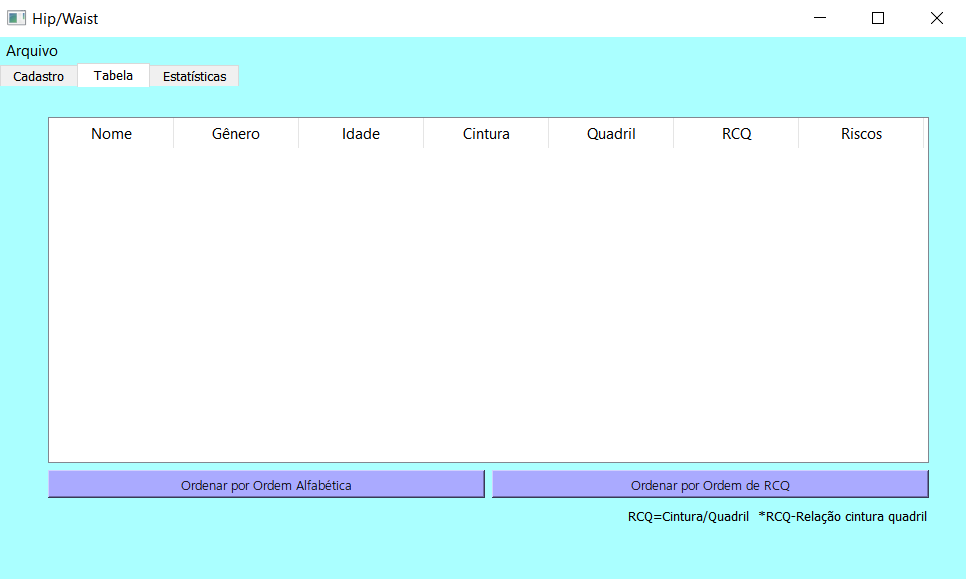 Hip/Waist
Arquivo
Cadastro Tabela Estatísticas
Nome Gênero Idade Cintura Quadril RCQ Riscos
Ordenar por Ordem Alfabética Ordenar por Ordem de RCQ
RCQ=Cintura/Quadril *RCQ-Relação cintura quadril